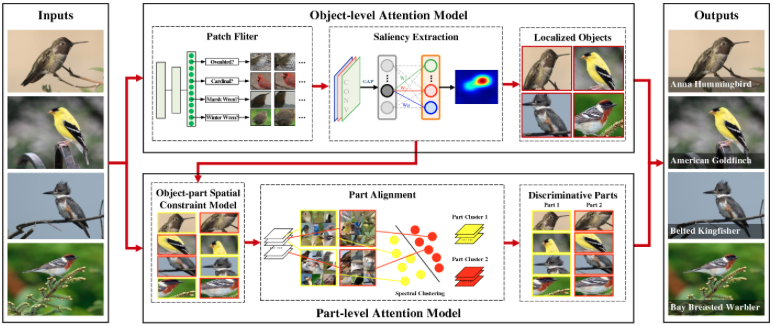 Inputs
Object-level Attention Model
Outputs
Patch Fliter
Saliency Extraction
Localized Objects
Ovenbird?
Cardinal?
Marsh Wren?
Winter Wren?
CONV
GAP
Anna Hummingbird
American Goldfinch
Belted Kingfisher
Bay Breasted Warbler
Object-part Spatial
Constraint Model
Part Alignment
Part Cluster 1
Part Cluster 2
Spectral Clustering
Discriminative Parts
Part 1 Part 2
Part-level Attention Model